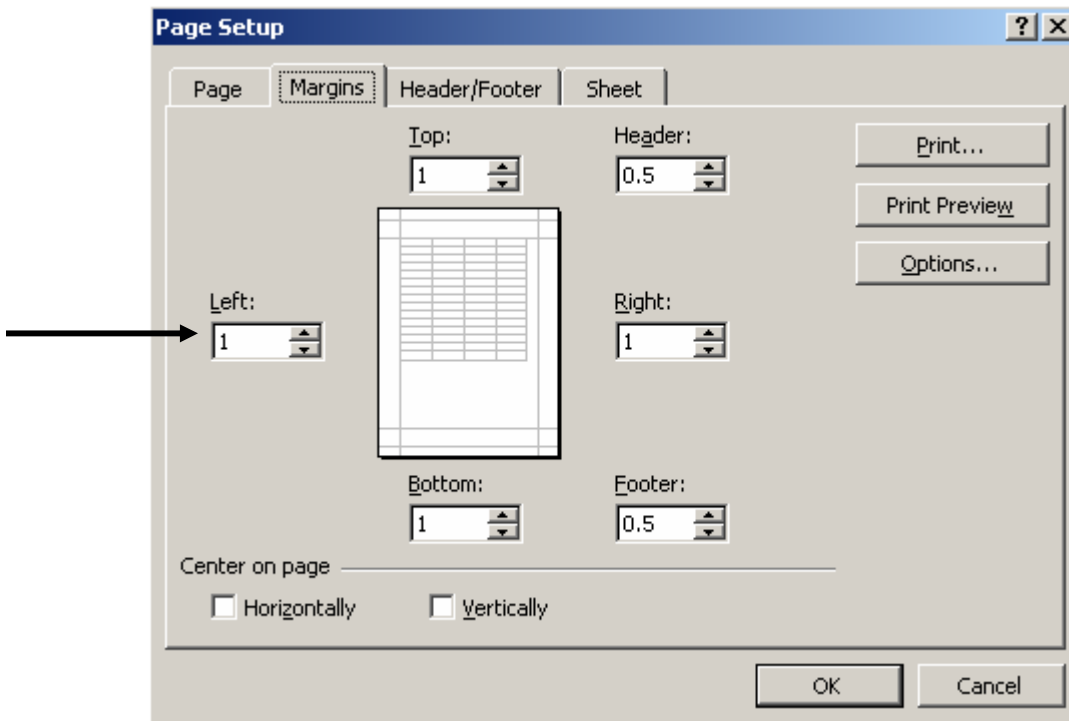 Page Setup
Page Margins Header/Footer Sheet
Top: Header:
1 0.5
Print...
Print Preview
Options...
Left: Right:
1 1
Bottom: Footer:
1 0.5
Center on page
Horizontally Vertically
OK Cancel